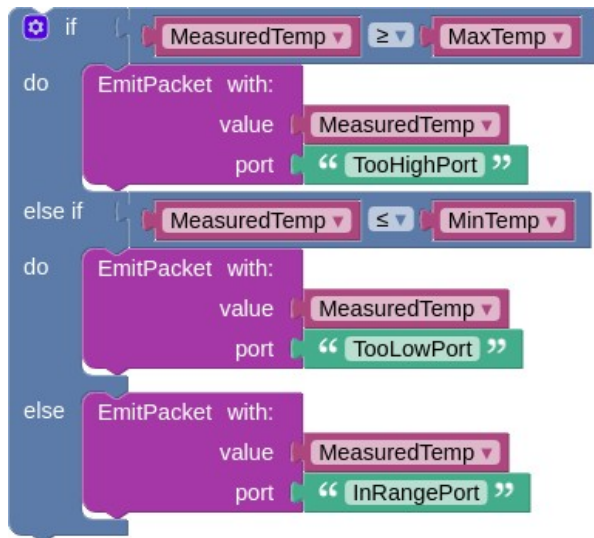 if MeasuredTemp ≥ MaxTemp
do EmitPacket with:
value MeasuredTemp
port “ TooHighPort ”
else if MeasuredTemp ≤ MinTemp
do EmitPacket with:
value MeasuredTemp
port “ TooLowPort ”
else EmitPacket with:
value MeasuredTemp
port “ InRangePort ”